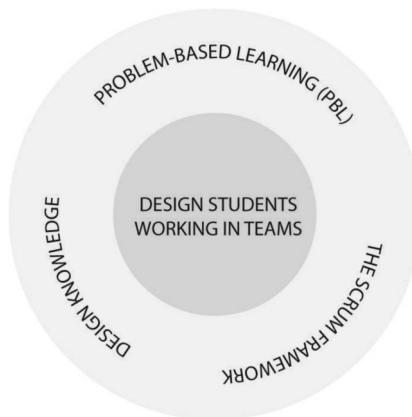 PROBLEM-BASED LEARNING (PBL)
DESIGN STUDENTS
WORKING IN TEAMS
DESIGN KNOWLEDGE
THE SCRUM FRAMEWORK